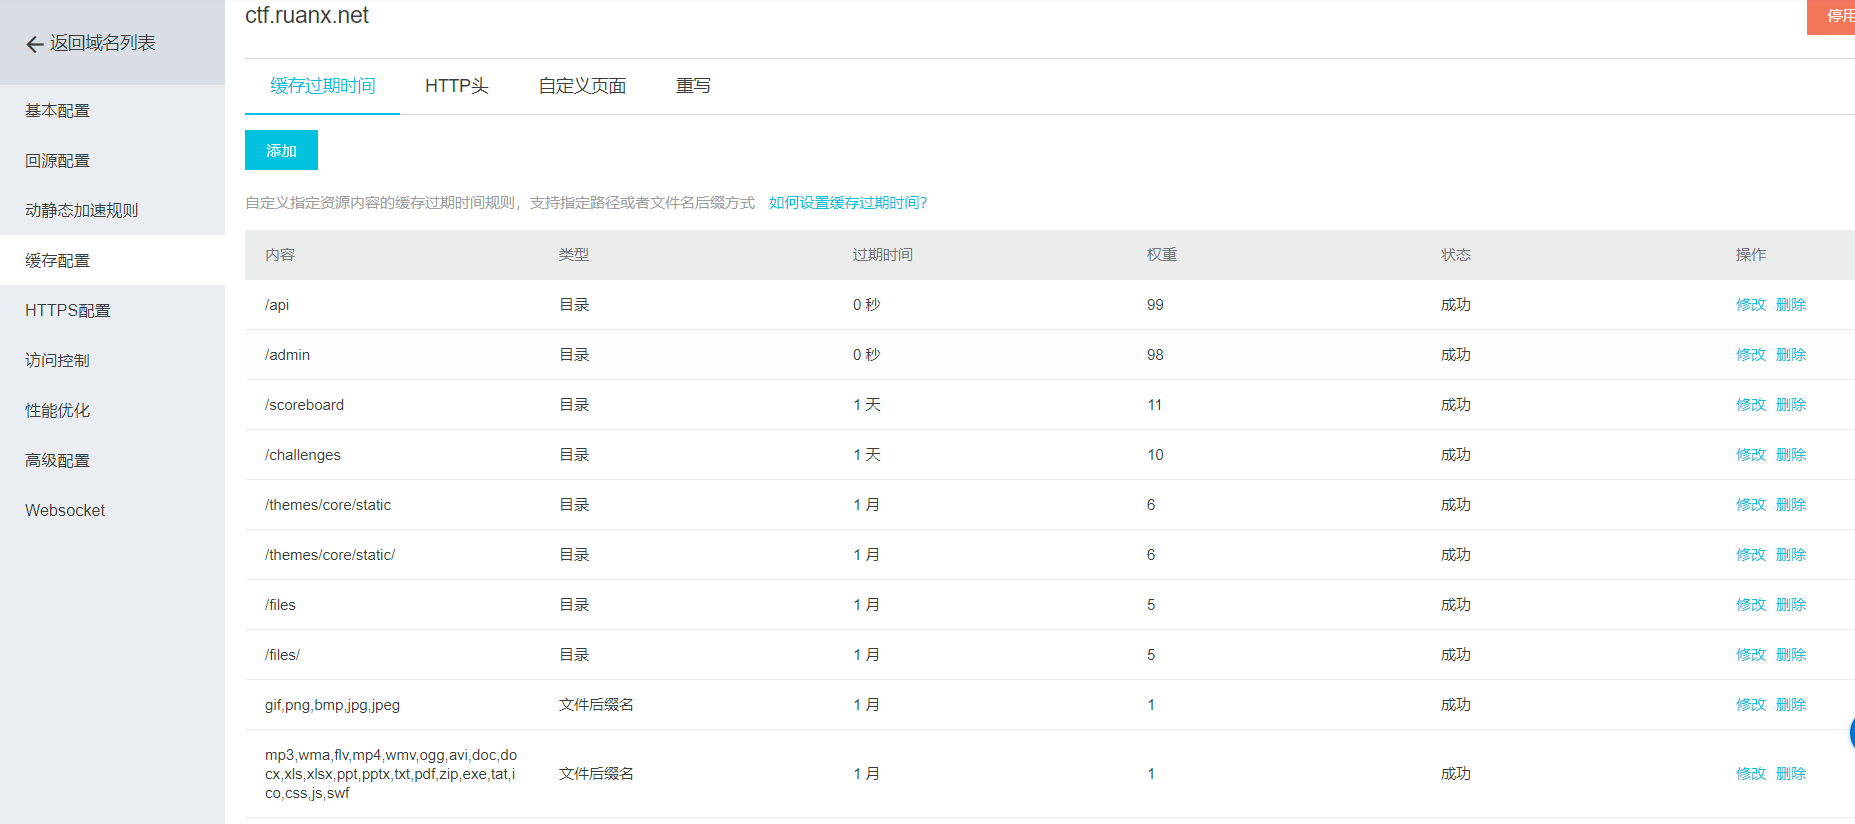 ctf.ruanx.net
停用
返回域名列表
基本配置
回源配置
动静态加速规则
缓存配置
HTTPS配置
访问控制
性能优化
高级配置
Websocket
缓存过期时间 HTTP头 自定义页面 重写
添加
自定义指定资源内容的缓存过期时间规则，支持指定路径或者文件名后缀方式 如何设置缓存过期时间?
内容 类型 过期时间 权重 状态 操作
/api 目录 0 秒 99 成功 修改 删除
/admin 目录 0 秒 98 成功 修改 删除
/scoreboard 目录 1 天 11 成功 修改 删除
/challenges 目录 1 天 10 成功 修改 删除
/themes/core/static 目录 1 月 6 成功 修改 删除
/themes/core/static/ 目录 1 月 6 成功 修改 删除
/files 目录 1 月 5 成功 修改 删除
/files/ 目录 1 月 5 成功 修改 删除
gif,png,bmp,jpg,jpeg 文件后缀名 1 月 1 成功 修改 删除
mp3,wma,flv,mp4,wmv,ogg,avi,doc,do
cx,xls,xlsx,ppt,pptx,txt,pdf,zip,exe,tat,i 文件后缀名 1 月 1 成功 修改 删除
co,css,js,swf